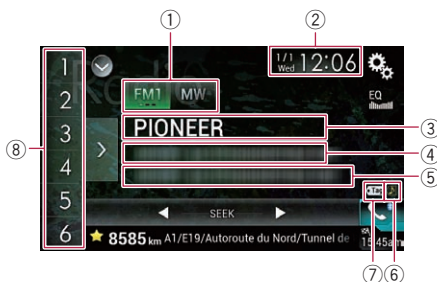 ①
②
1
2
3
4
5
6
1/1
Wed
12:06
FM1
MW
EQ
PIONEER
③
④
⑤
⑧
Tag
SEEK
8585 km A1/E19/Autoroute du Nord/Tunnel de
⑦
⑥